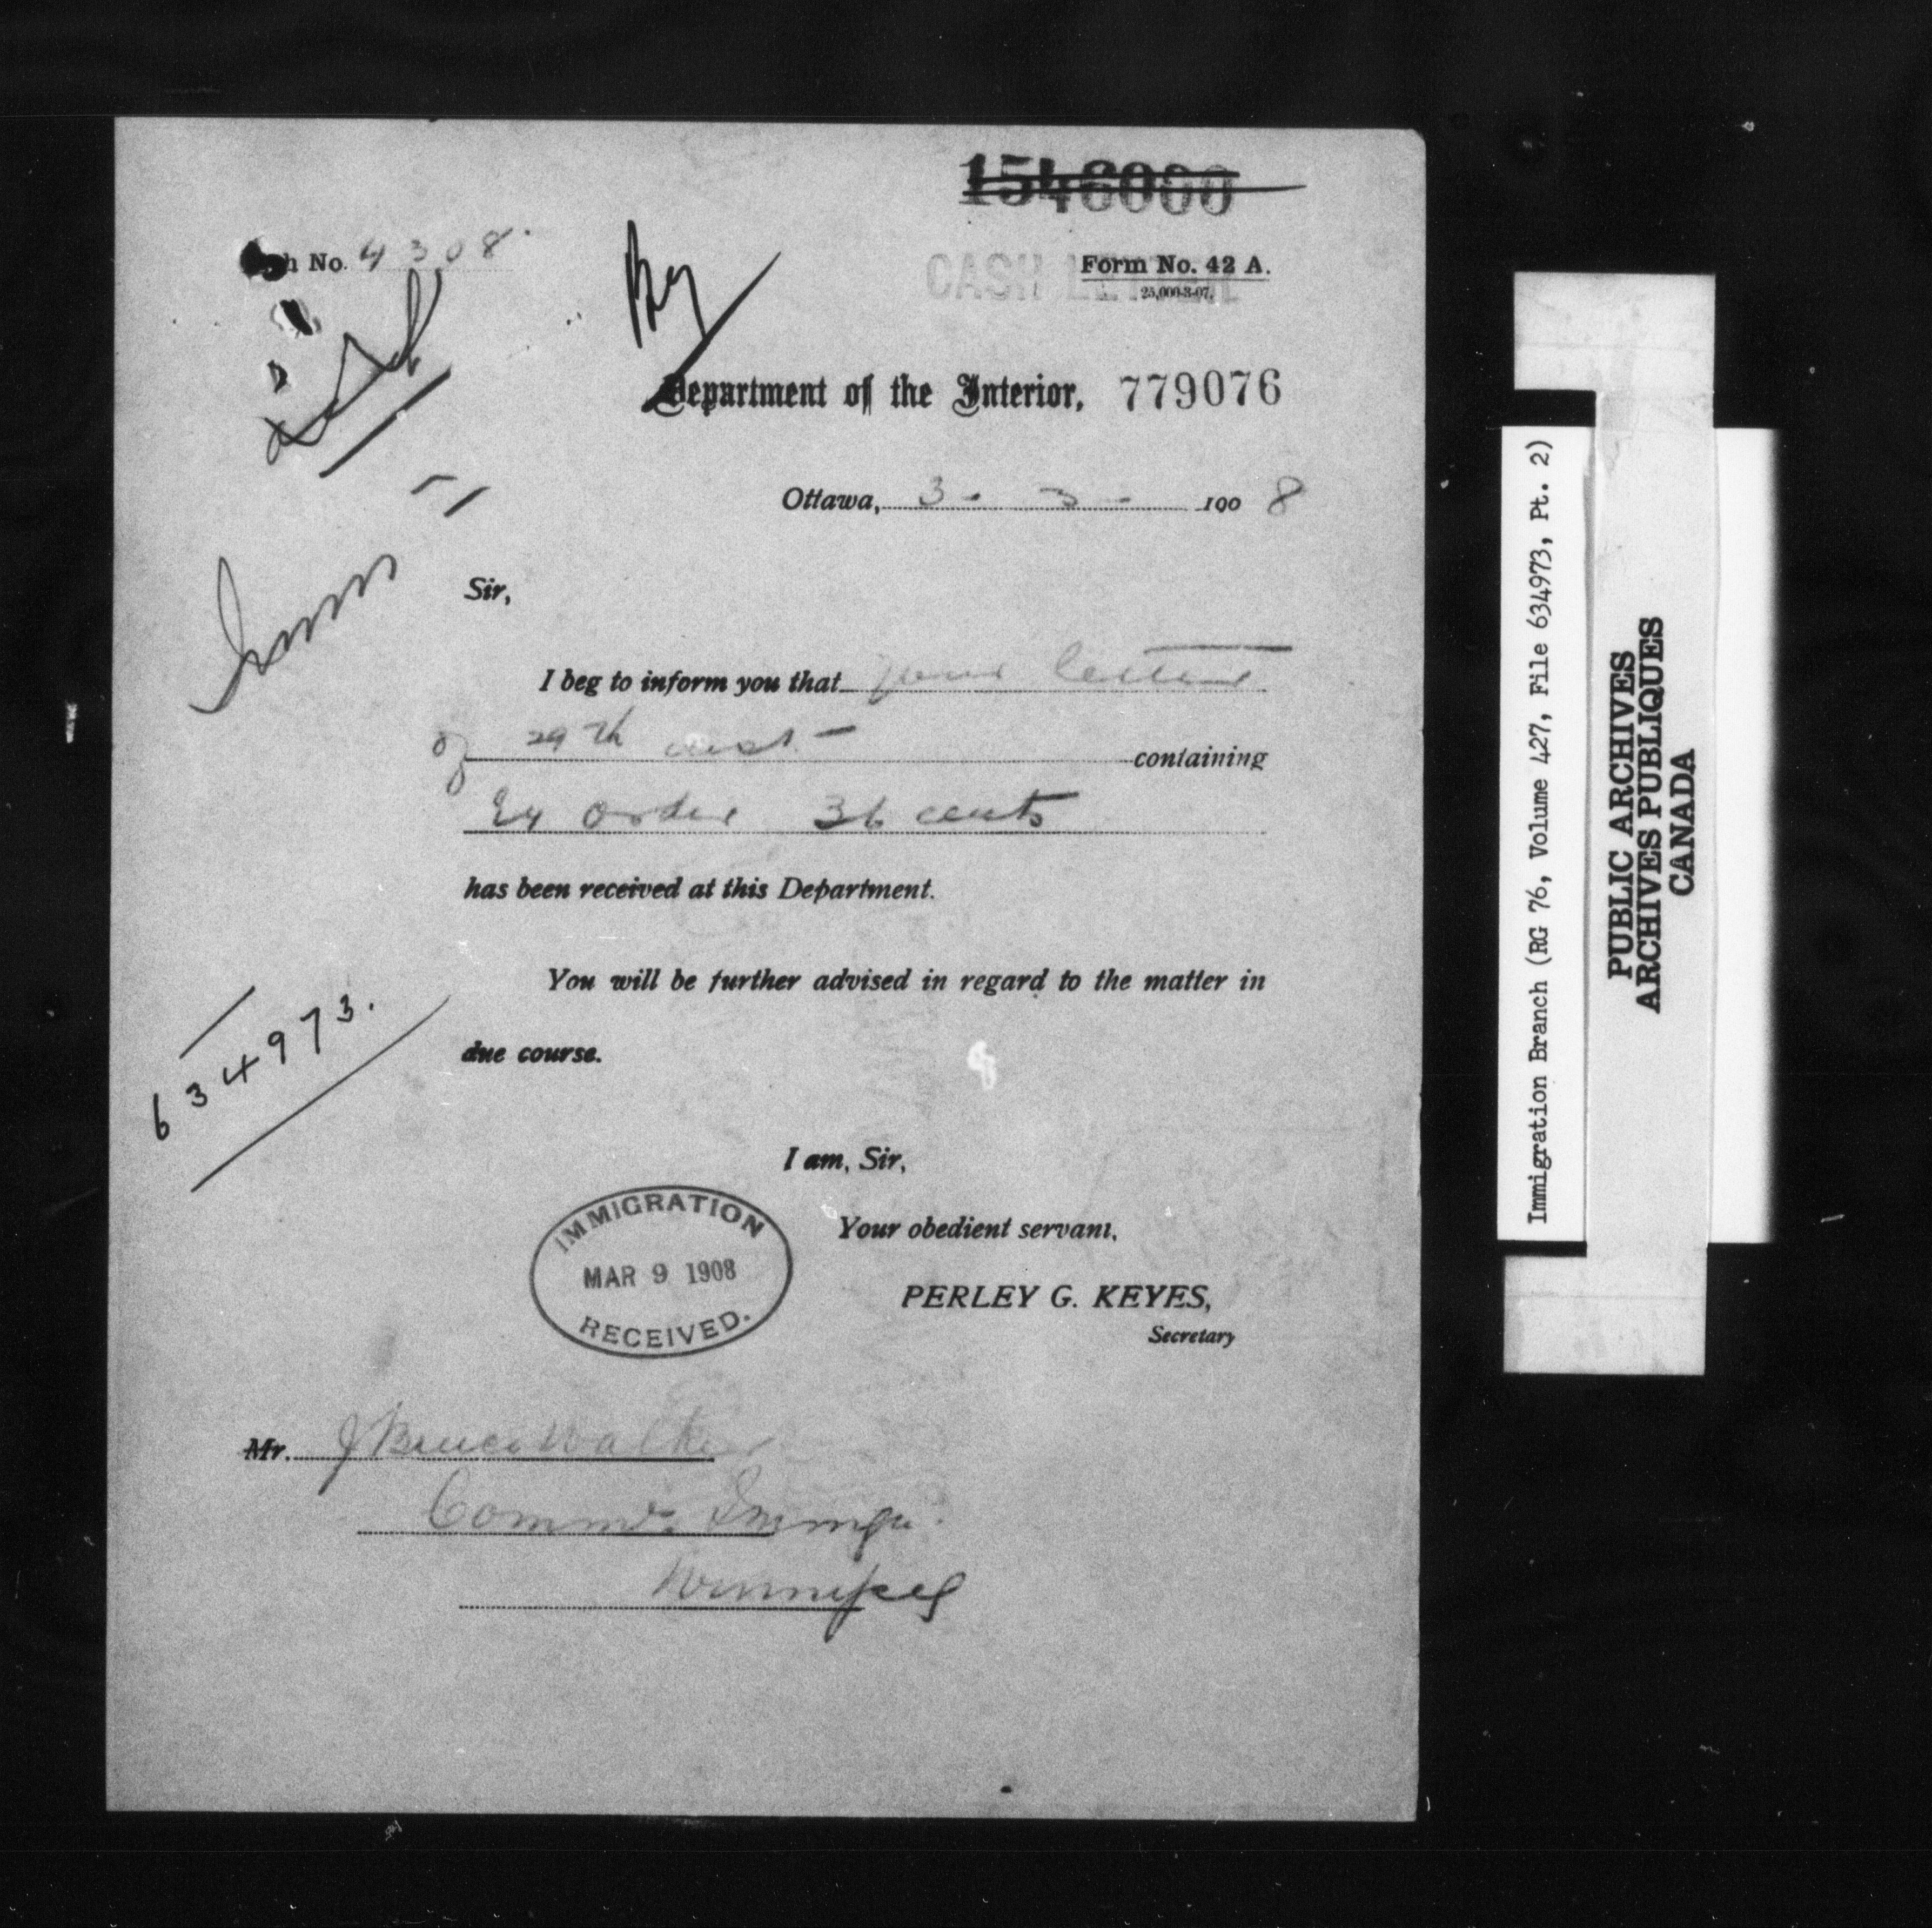 1546000
h No. 4308
By
CASH LETTER
Form No. 42 A.
25,000-3-07.
Department of the Interior, 779076
Ottawa, 3 - 3 - 1908
Imm
Sir,
I beg to inform you that your letter
of 29th ... containing
Ex order 36 cents
has been received at this Department.
634973.
You will be further advised in regard to the matter in
due course.
I am, Sir,
Your obedient servant,
PERLEY G. KEYES,
Secretary
IMMIGRATION
MAR 9 1908
RECEIVED.
Mr. J Bruce Walker
Commr. Immgn.
Winnipeg
Immigration Branch (RG 76, Volume 427, File 634973, Pt. 2)
PUBLIC ARCHIVES
ARCHIVES PUBLIQUES
CANADA